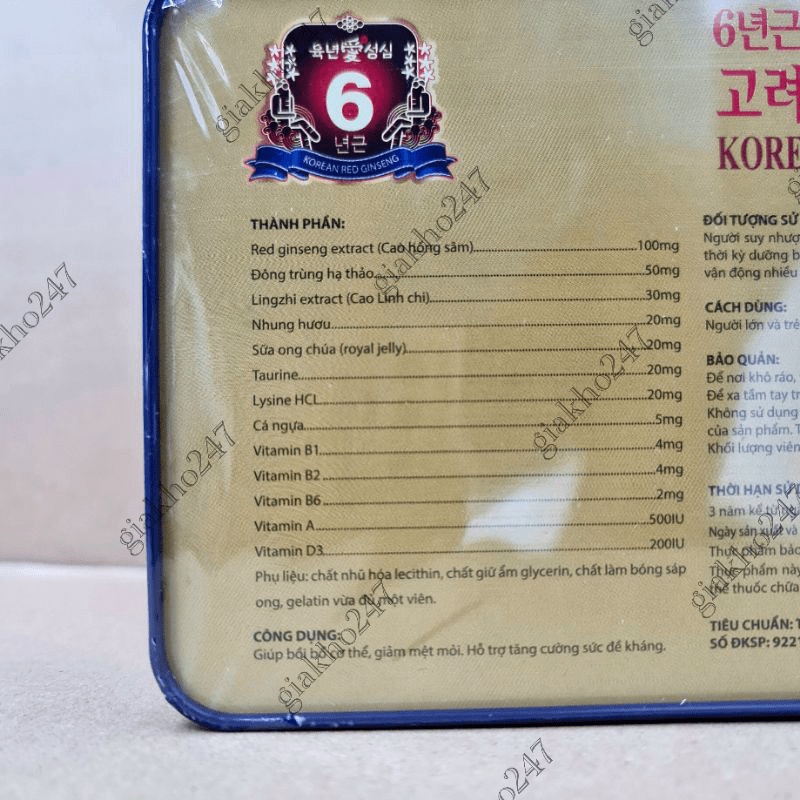 육년愛성심
6
년근
KOREAN RED GINSENG
THÀNH PHẦN:
Red ginseng extract (Cao hồng sâm)..........100mg
Đông trùng hạ thảo..........50mg
Lingzhi extract (Cao Linh chi)..........30mg
Nhung hươu..........20mg
Sữa ong chúa (royal jelly)..........20mg
Taurine..........20mg
Lysine HCL..........20mg
Cá ngựa..........5mg
Vitamin B1..........4mg
Vitamin B2..........4mg
Vitamin B6..........2mg
Vitamin A..........500IU
Vitamin D3..........200IU
Phụ liệu: chất nhũ hóa lecithin, chất giữ ẩm glycerin, chất làm bóng sáp
ong, gelatin vừa đủ một viên.
CÔNG DỤNG:
Giúp bồi bổ cơ thể, giảm mệt mỏi. Hỗ trợ tăng cường sức đề kháng.
6년근
고려
KORE
ĐỐI TƯỢNG SỬ
Người suy nhượ
thời kỳ dưỡng b
vận động nhiều
CÁCH DÙNG:
Người lớn và trẻ
BẢO QUẢN:
Để nơi khô ráo,
Để xa tầm tay tr
Không sử dụng
của sản phẩm. T
Khối lượng viên
THỜI HẠN SỬ D
3 năm kể từ
Ngày sản xuất và
Thực phẩm bảo
Thực phẩm này
thế thuốc chữa
TIÊU CHUẨN: T
SỐ ĐKSP: 9221
giakho247
giakho247
giakho247
giakho247
giakho247
giakho247
giakho247
giakho247
giakho247